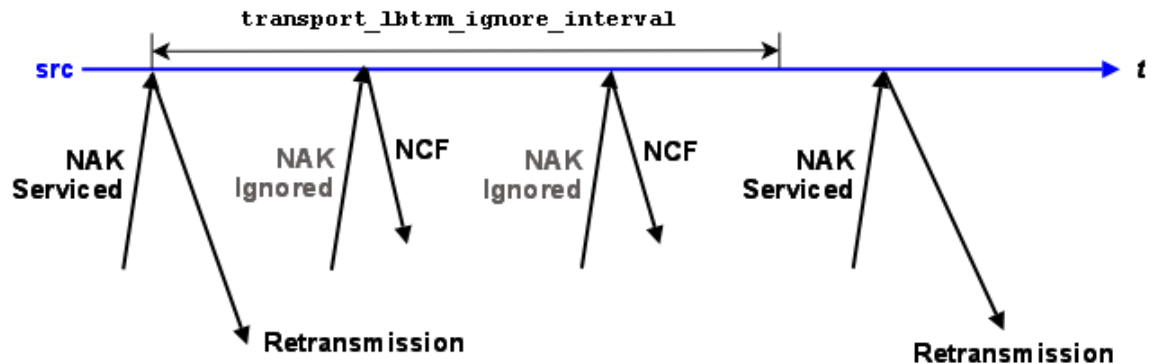 transport_lbtrm_ignore_interval
src
t
NAK
Serviced
NAK
Ignored
NCF
NAK
Ignored
NCF
NAK
Serviced
Retransmission
Retransmission